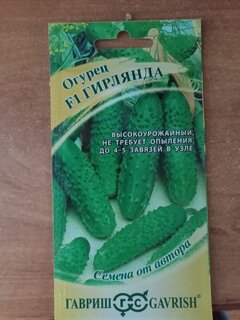 Огурец
F1 ГИРЛЯНДА
ВЫСОКОУРОЖАЙНЫЙ,
НЕ ТРЕБУЕТ ОПЫЛЕНИЯ,
ДО 4-5 ЗАВЯЗЕЙ В УЗЛЕ
Семена от автора
ГАВРИШ GAVRISH